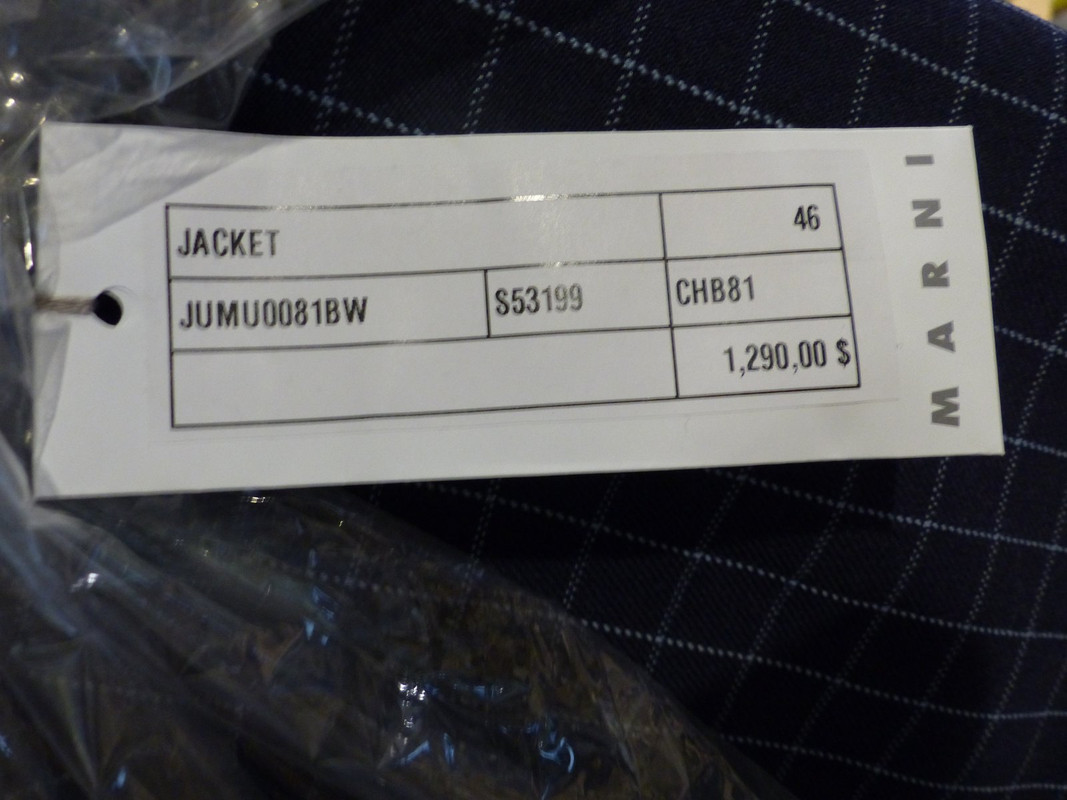 JACKET 46
JUMU0081BW S53199 CHB81
1,290,00 $
MARNI